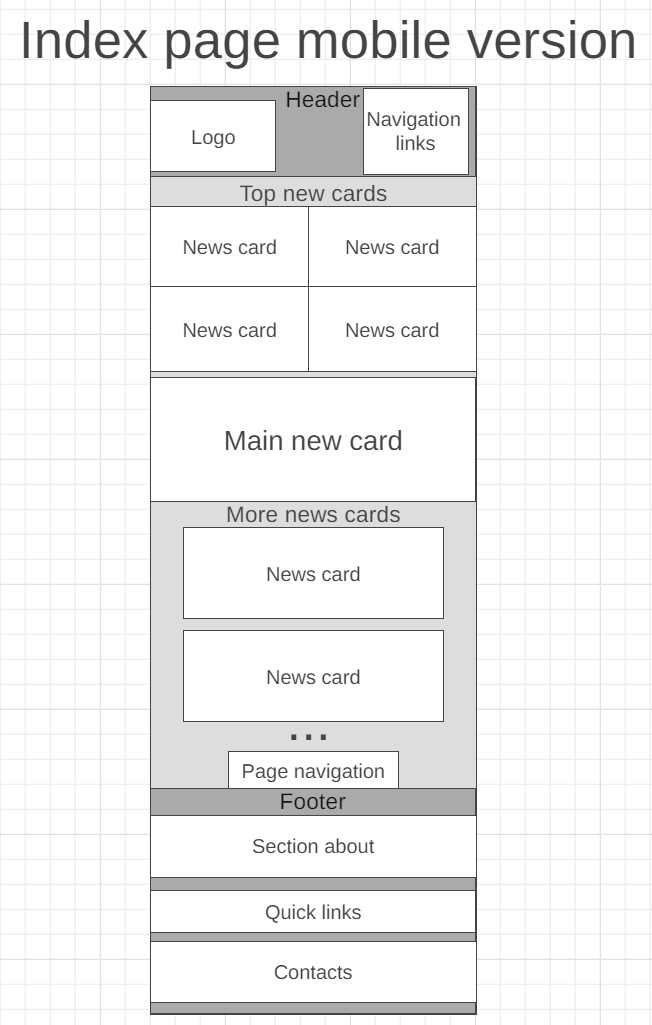 Index page mobile version
Header
Logo
Navigation
links
Top new cards
News card
News card
News card
News card
Main new card
More news cards
News card
News card
...
Page navigation
Footer
Section about
Quick links
Contacts